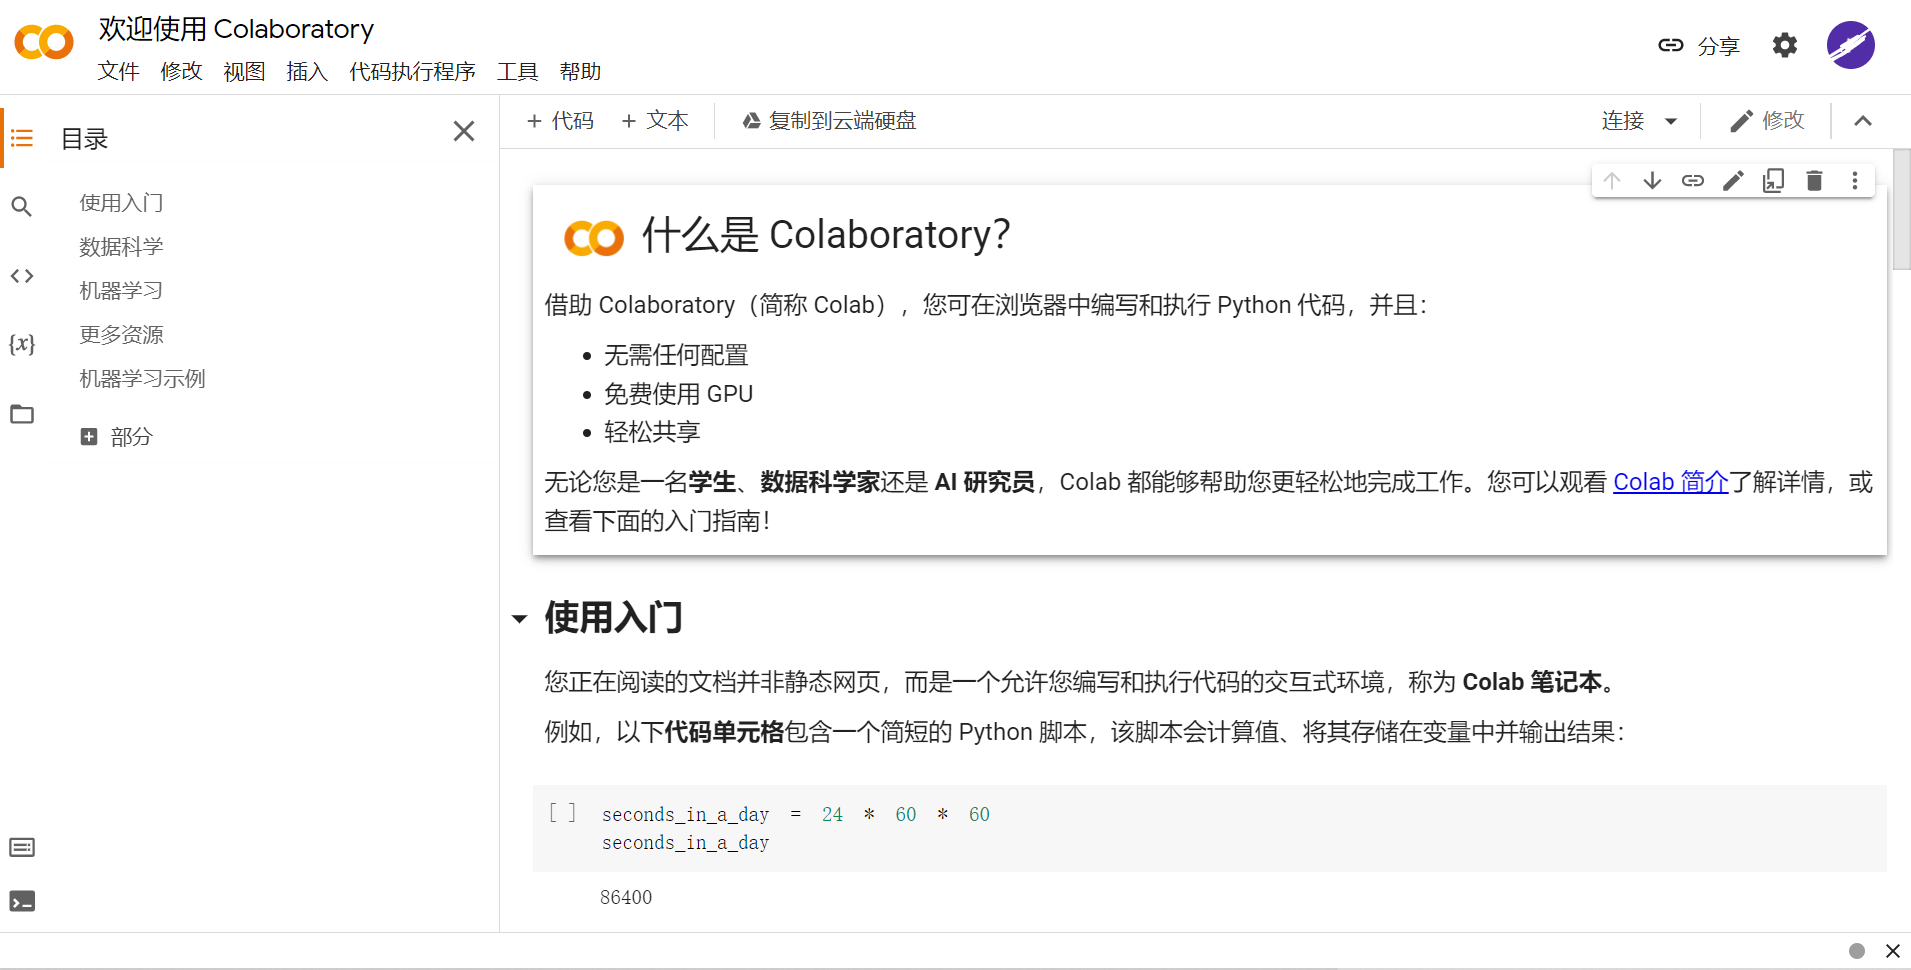 欢迎使用 Colaboratory
文件 修改 视图 插入 代码执行程序 工具 帮助
分享
目录
使用入门
数据科学
机器学习
更多资源
机器学习示例
部分
+ 代码 + 文本 复制到云端硬盘
连接 修改
什么是 Colaboratory？
借助 Colaboratory（简称 Colab），您可在浏览器中编写和执行 Python 代码，并且：
• 无需任何配置
• 免费使用 GPU
• 轻松共享
无论您是一名学生、数据科学家还是 AI 研究员，Colab 都能够帮助您更轻松地完成工作。您可以观看 Colab 简介了解详情，或
查看下面的入门指南！
使用入门
您正在阅读的文档并非静态网页，而是一个允许您编写和执行代码的交互式环境，称为 Colab 笔记本。
例如，以下代码单元格包含一个简短的 Python 脚本，该脚本会计算值、将其存储在变量中并输出结果：
[ ] seconds_in_a_day = 24 * 60 * 60
seconds_in_a_day
86400